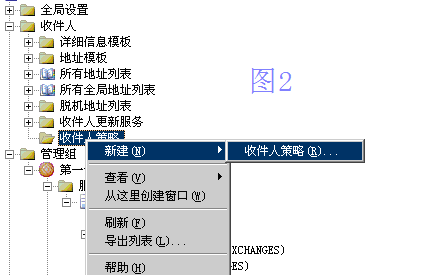 全局设置
收件人
详细信息模板
地址模板
所有地址列表
所有全局地址列表
脱机地址列表
收件人更新服务
收件人策略
图2
管理组
新建(N)
收件人策略(R)...
第一
查看(V)
从这里创建窗口(W)
服
刷新(F)
导出列表(L)...
XCHANGES)
帮助(H)
ES)